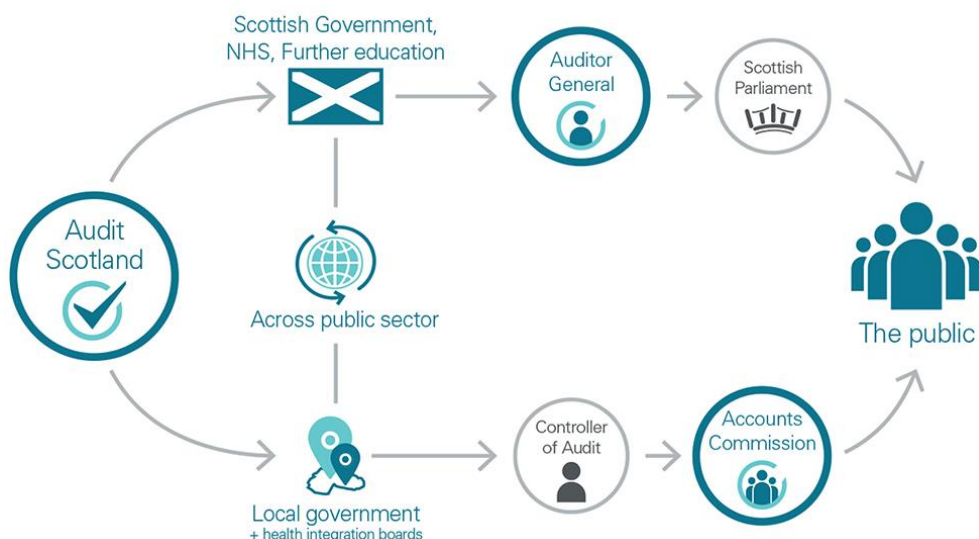 Scottish Government,
NHS, Further education
Auditor
General
Scottish
Parliament
Audit
Scotland
Across public sector
The public
Local government
+ health integration boards
Controller
of Audit
Accounts
Commission